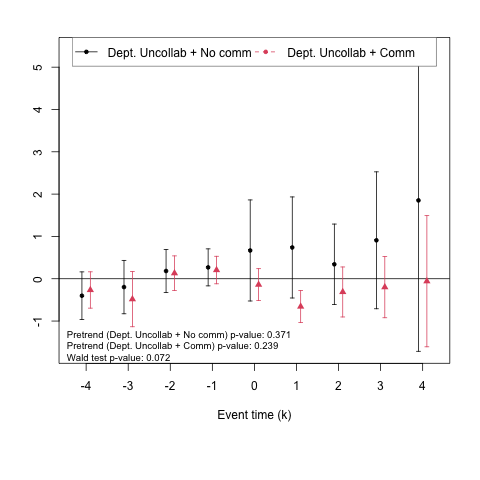 Dept. Uncollab + No comm Dept. Uncollab + Comm
5
4
3
2
1
0
-1
Pretrend (Dept. Uncollab + No comm) p-value: 0.371
Pretrend (Dept. Uncollab + Comm) p-value: 0.239
Wald test p-value: 0.072
-4 -3 -2 -1 0 1 2 3 4
Event time (k)